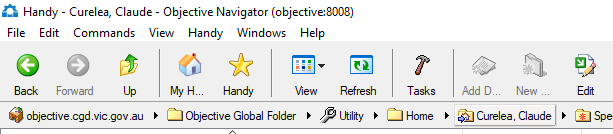 Handy - Curelea, Claude - Objective Navigator (objective:8008)
File Edit Commands View Handy Windows Help
Back Forward Up My H... Handy View Refresh Tasks Add D... New ... Edit
objective.cgd.vic.gov.au Objective Global Folder Utility Home Curelea, Claude Spe